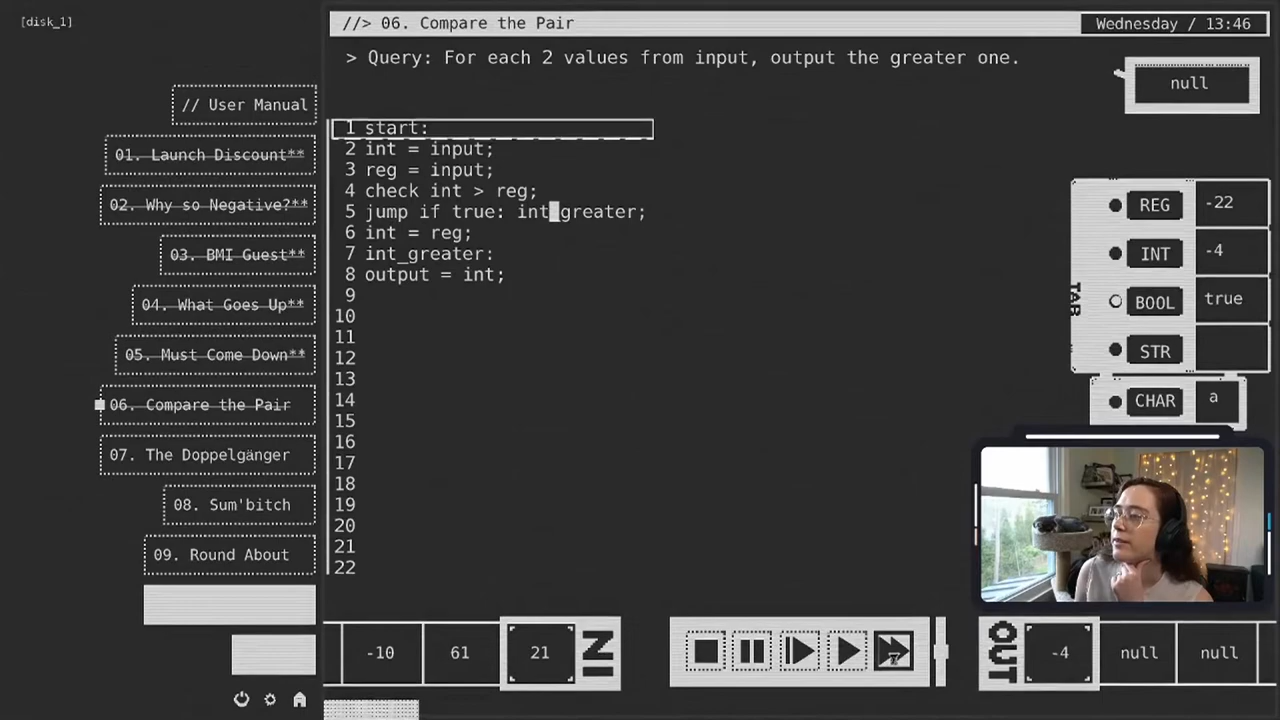 [disk_1]
//> 06. Compare the Pair
Wednesday / 13:46
> Query: For each 2 values from input, output the greater one.
null
// User Manual
01. Launch Discount**
02. Why so Negative?**
03. BMI Guest**
04. What Goes Up**
05. Must Come Down**
06. Compare the Pair
07. The Doppelgänger
08. Sum'bitch
09. Round About
1 start:
2 int = input;
3 reg = input;
4 check int > reg;
5 jump if true: int_greater;
6 int = reg;
7 int_greater:
8 output = int;
9
10
11
12
13
14
15
16
17
18
19
20
21
22
TAB
REG -22
INT -4
BOOL true
STR
CHAR a
-10 61 21 IN
OUT -4 null null